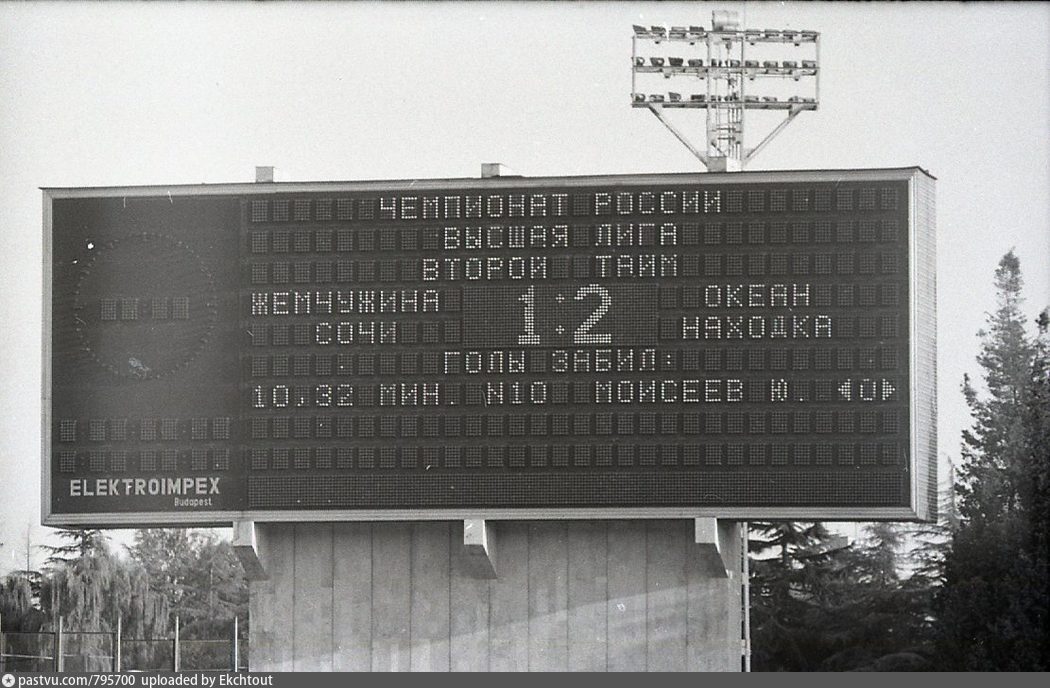 ЧЕМПИОНАТ РОССИИ
ВЫСШАЯ ЛИГА
ВТОРОЙ ТАЙМ
ЖЕМЧУЖИНА 1:2 ОКЕАН
СОЧИ НАХОДКА
ГОЛЫ ЗАБИЛ:
10,32 МИН. N10 МОИСЕЕВ Ю. ◀О▶
ELEKTROIMPEX
Budapest
pastvu.com/795700 uploaded by Ekchtout